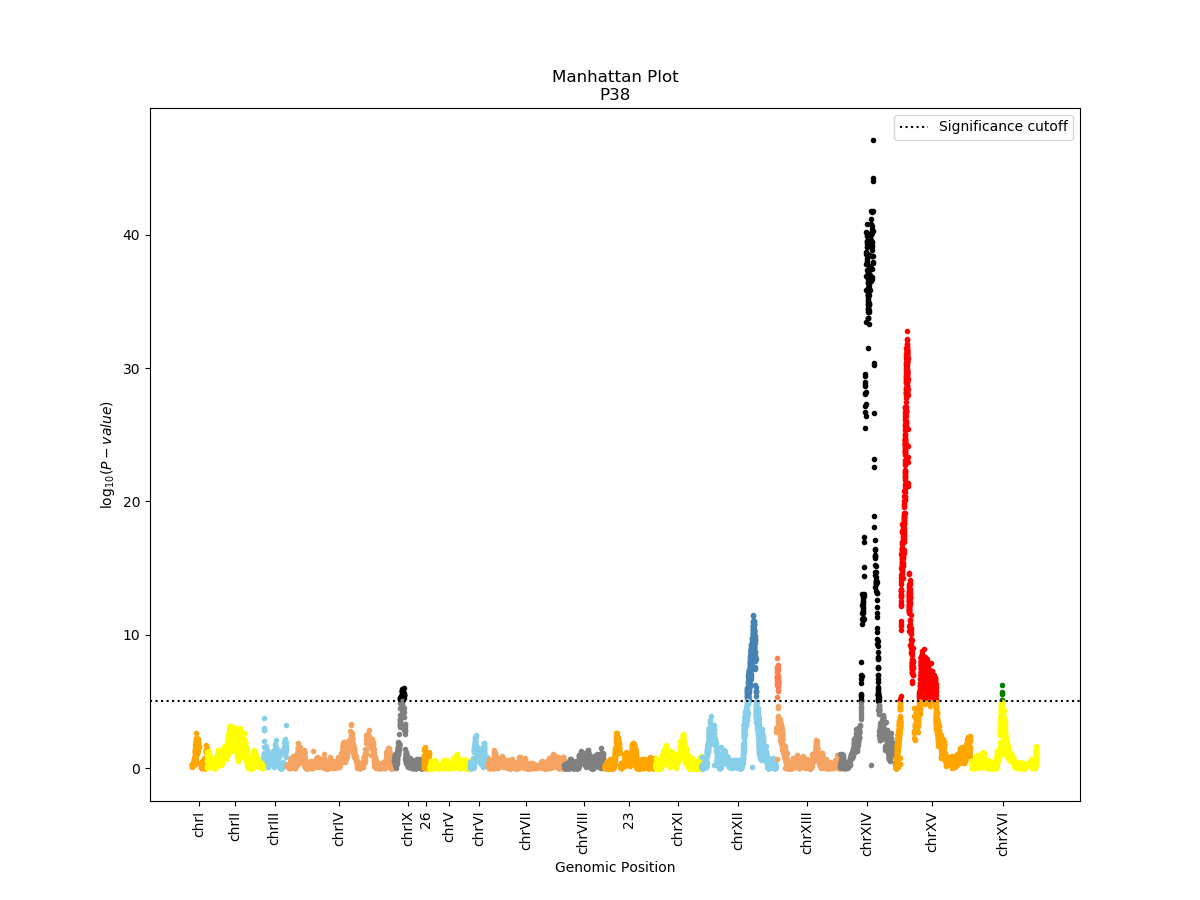 Manhattan Plot
P38
Significance cutoff
log10(P − value)
40
30
20
10
0
chrI
chrII
chrIII
chrIV
chrIX
26
chrV
chrVI
chrVII
chrVIII
23
chrXI
chrXII
chrXIII
chrXIV
chrXV
chrXVI
Genomic Position